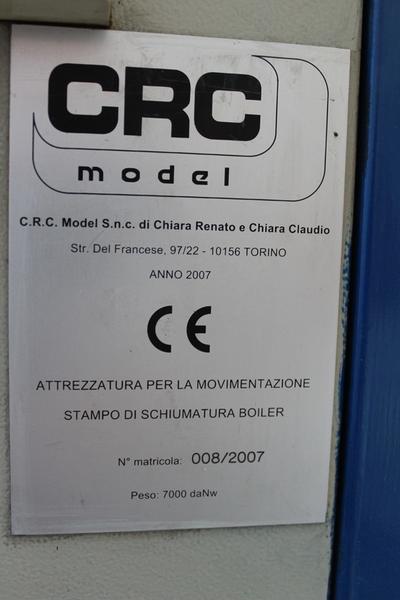 CRC
model
C.R.C. Model S.n.c. di Chiara Renato e Chiara Claudio
Str. Del Francese, 97/22 - 10156 TORINO
ANNO 2007
CE
ATTREZZATURA PER LA MOVIMENTAZIONE
STAMPO DI SCHIUMATURA BOILER
N° matricola: 008/2007
Peso: 7000 daNw